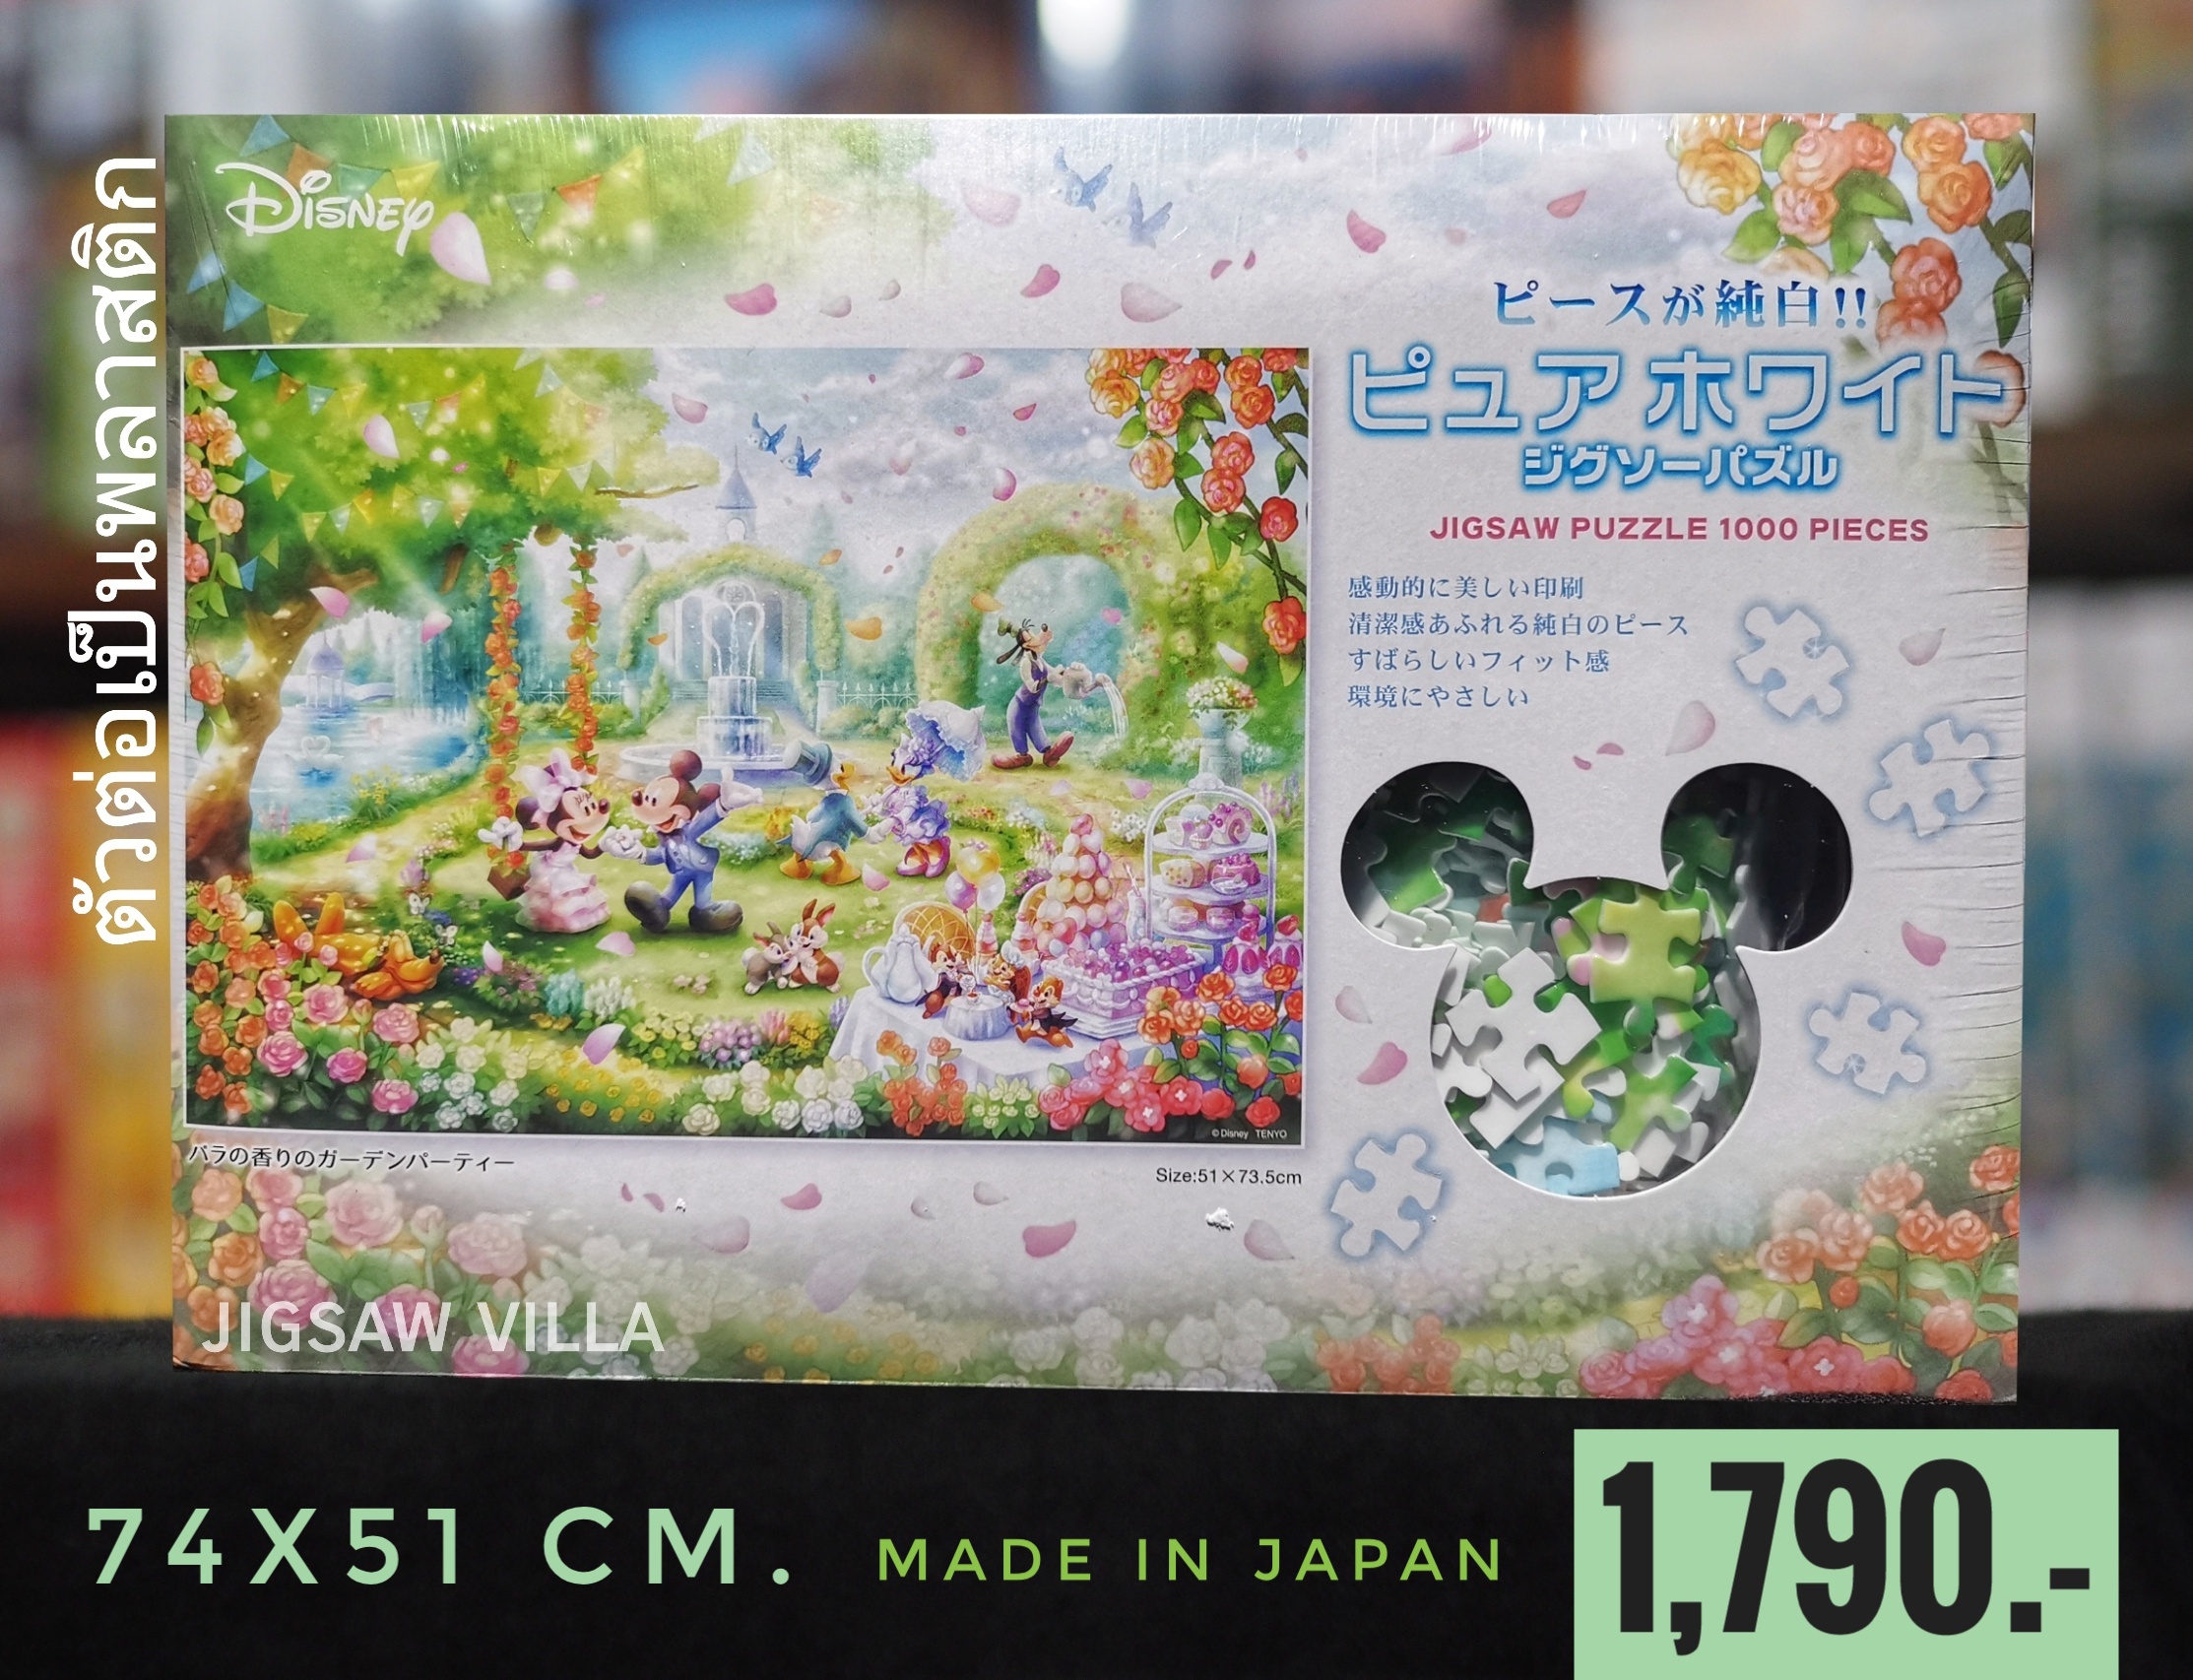 ตัวต่อเป็นพลาสติก
Disney
ピースが純白!!
ピュア ホワイト
ジグソーパズル
JIGSAW PUZZLE 1000 PIECES
感動的に美しい印刷
清潔感あふれる純白のピース
すばらしいフィット感
環境にやさしい
©Disney TENYO
バラの香りのガーデンパーティー
Size:51×73.5cm
JIGSAW VILLA
74X51 CM.
MADE IN JAPAN
1,790.-